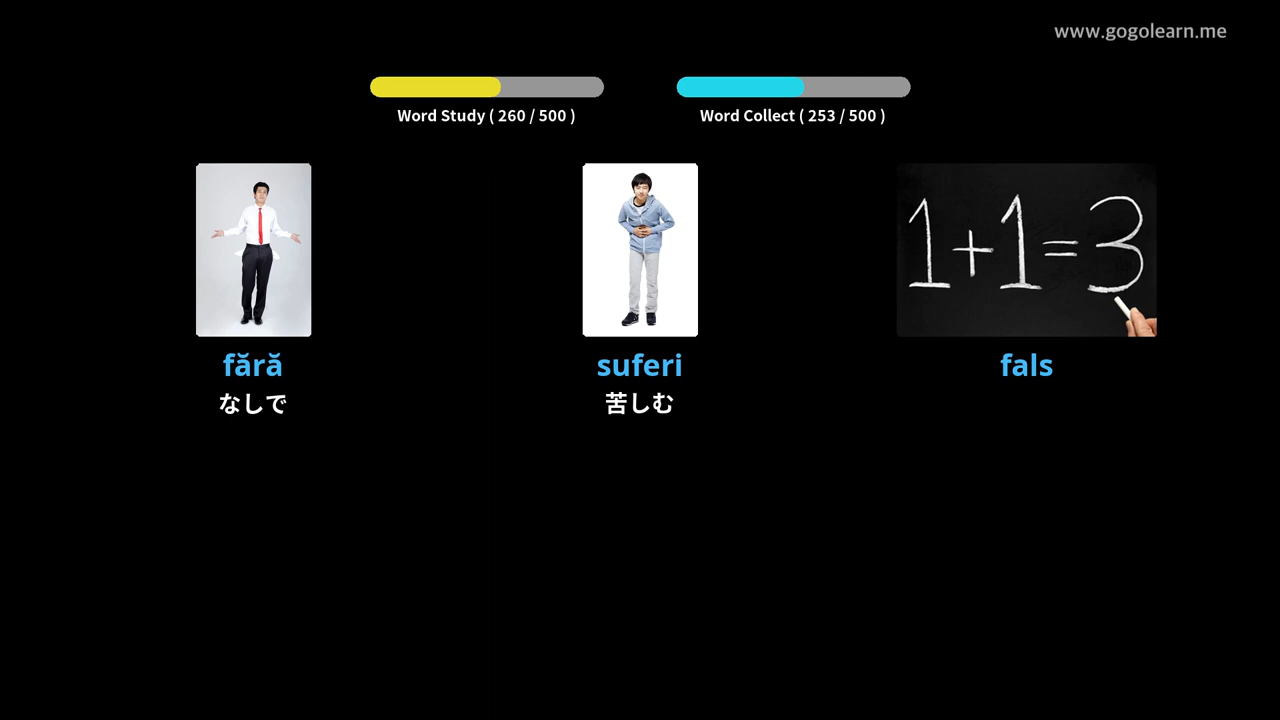 www.gogolearn.me
Word Study ( 260 / 500 )
Word Collect ( 253 / 500 )
1+1=3
fără
suferi
fals
なしで
苦しむ